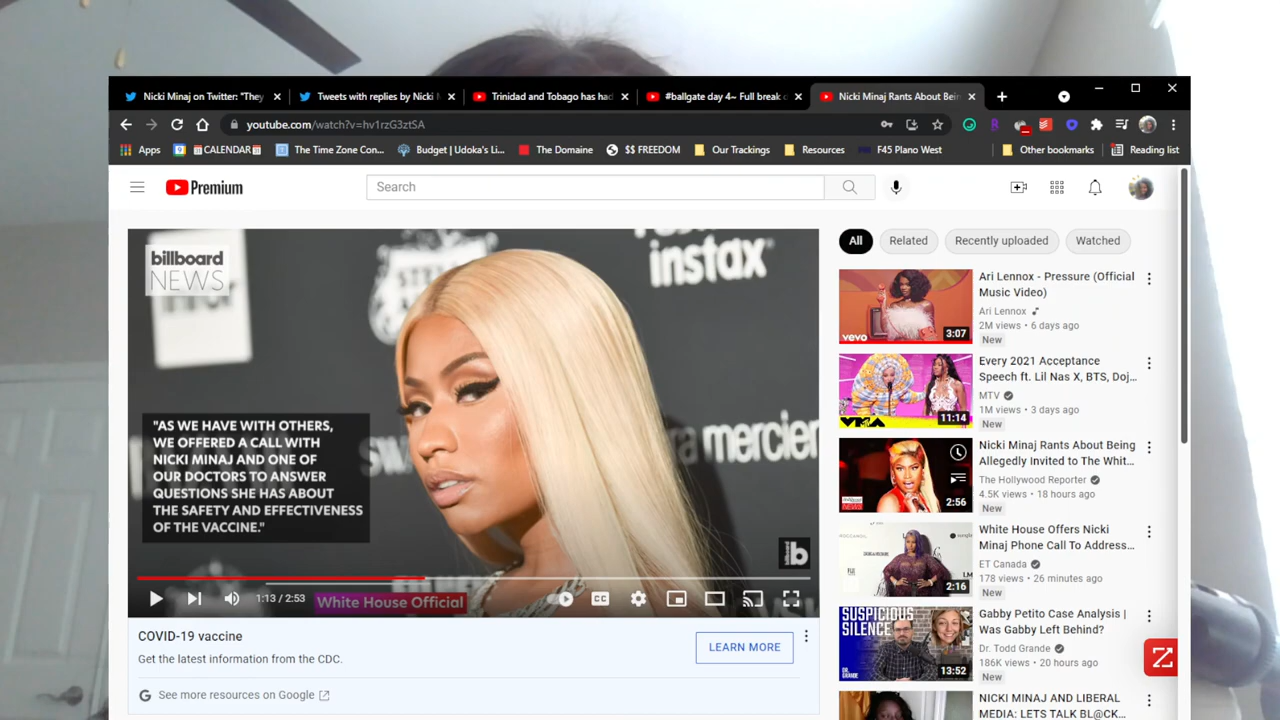 Nicki Minaj on Twitter: "They
Tweets with replies by Nicki
Trinidad and Tobago has had
#ballgate day 4~ Full break o
Nicki Minaj Rants About Bein
youtube.com/watch?v=hv1rzG3ztSA
Apps
CALENDAR
The Time Zone Con...
Budget | Udoka's Li...
The Domaine
$$ FREEDOM
Our Trackings
Resources
F45 Plano West
Other bookmarks
Reading list
Premium
Search
billboard
NEWS
instax
mercier
"AS WE HAVE WITH OTHERS,
WE OFFERED A CALL WITH
NICKI MINAJ AND ONE OF
OUR DOCTORS TO ANSWER
QUESTIONS SHE HAS ABOUT
THE SAFETY AND EFFECTIVENESS
OF THE VACCINE."
b
1:13 / 2:53
White House Official
CC
COVID-19 vaccine
Get the latest information from the CDC.
LEARN MORE
See more resources on Google
All
Related
Recently uploaded
Watched
Ari Lennox - Pressure (Official
Music Video)
Ari Lennox
2M views • 6 days ago
New
vevo
3:07
Every 2021 Acceptance
Speech ft. Lil Nas X, BTS, Doj...
MTV
1M views • 3 days ago
New
11:14
Nicki Minaj Rants About Being
Allegedly Invited to The Whit...
The Hollywood Reporter
4.5K views • 18 hours ago
New
2:56
White House Offers Nicki
Minaj Phone Call To Address...
ET Canada
178 views • 26 minutes ago
New
2:16
Gabby Petito Case Analysis |
Was Gabby Left Behind?
Dr. Todd Grande
186K views • 20 hours ago
New
SUSPICIOUS
SILENCE
DR.
GRANDE
13:52
NICKI MINAJ AND LIBERAL
MEDIA: LETS TALK BL@CK...